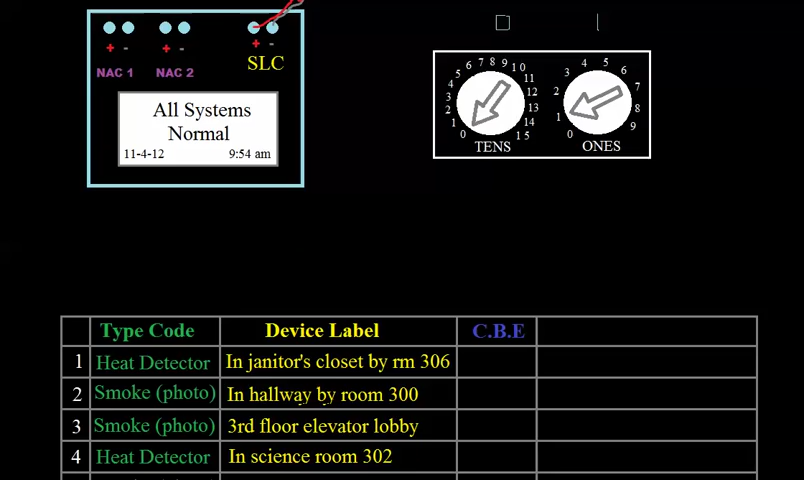 + - + - + -
NAC 1 NAC 2 SLC
All Systems
Normal
11-4-12 9:54 am
0 1 2 3 4 5 6 7 8 9 10 11 12 13 14 15
TENS
0 1 2 3 4 5 6 7 8 9
ONES
Type Code Device Label C.B.E
1 Heat Detector In janitor's closet by rm 306
2 Smoke (photo) In hallway by room 300
3 Smoke (photo) 3rd floor elevator lobby
4 Heat Detector In science room 302